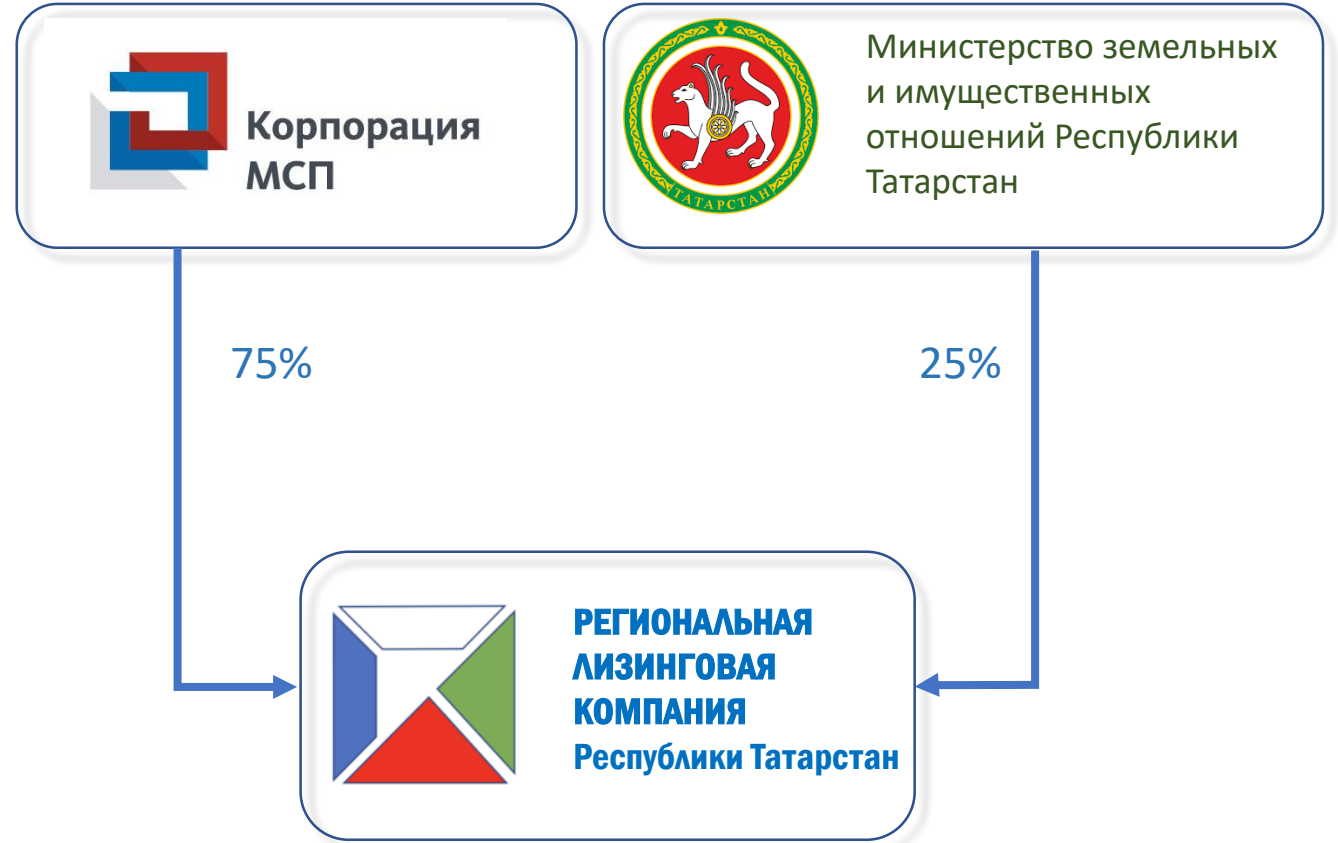 Корпорация
МСП
Министерство земельных
и имущественных
отношений Республики
Татарстан
ТАТАРСТАН
75%
25%
РЕГИОНАЛЬНАЯ
ЛИЗИНГОВАЯ
КОМПАНИЯ
Республики Татарстан